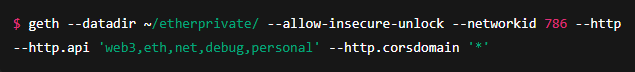 $ geth --datadir ~/etherprivate/ --allow-insecure-unlock --networkid 786 --http
--http.api 'web3,eth,net,debug,personal' --http.corsdomain '*'